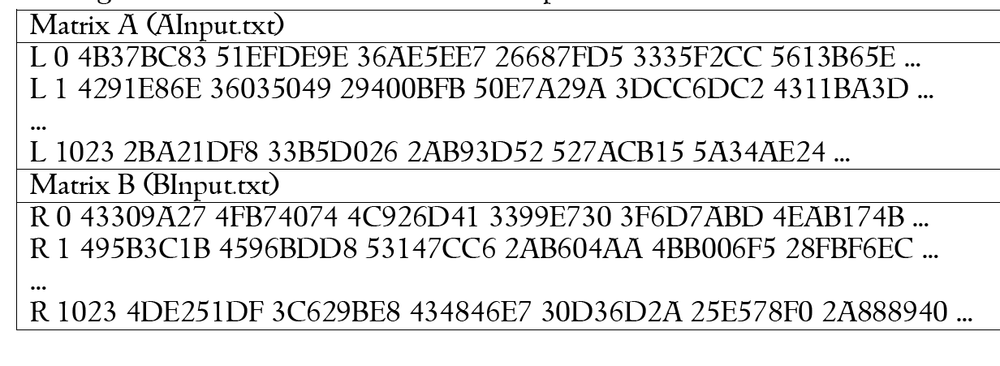 Matrix A (AInput.txt)
L 0 4B37BC83 51EFDE9E 36AE5EE7 26687FD5 3335F2CC 5613B65E ...
L 1 4291E86E 36035049 29400BFB 50E7A29A 3DCC6DC2 4311BA3D ...
...
L 1023 2BA21DF8 33B5D026 2AB93D52 527ACB15 5A34AE24 ...
Matrix B (BInput.txt)
R 0 43309A27 4FB74074 4C926D41 3399E730 3F6D7ABD 4EAB174B ...
R 1 495B3C1B 4596BDD8 53147CC6 2AB604AA 4BB006F5 28FBF6EC ...
...
R 1023 4DE251DF 3C629BE8 434846E7 30D36D2A 25E578F0 2A888940 ...